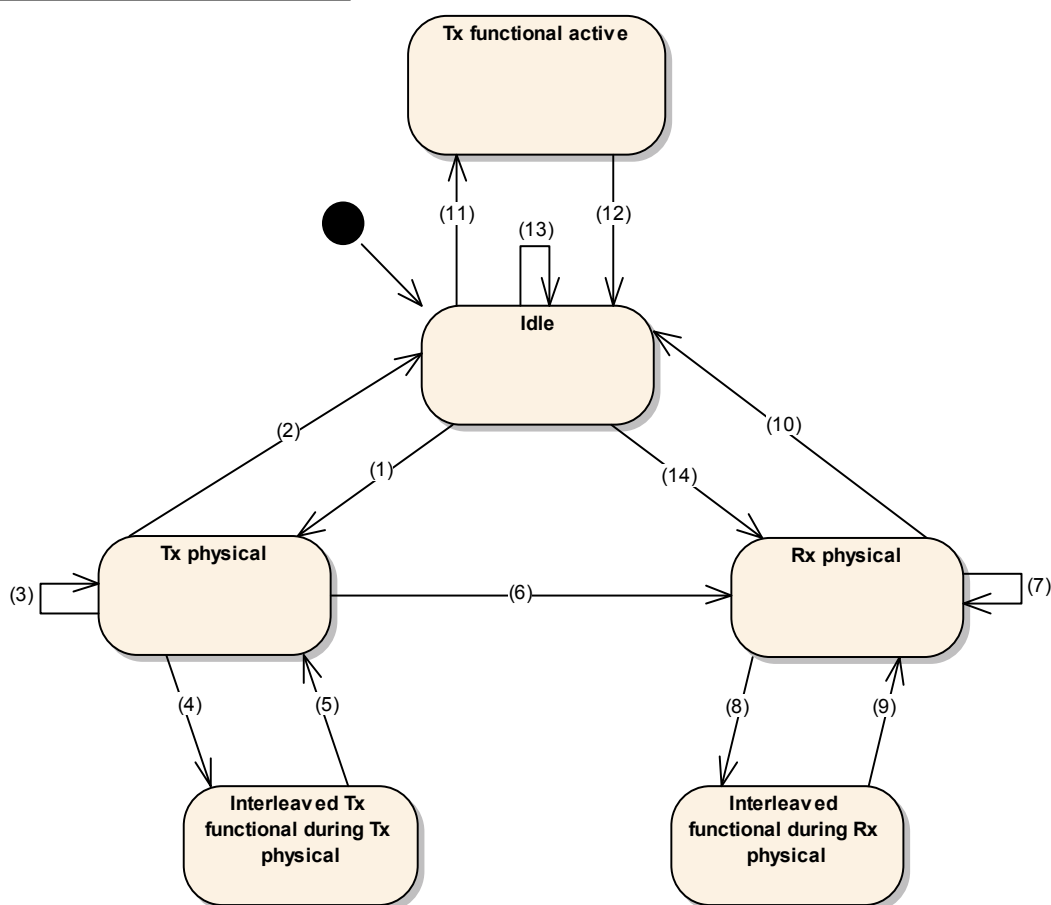 Tx functional active
(11)
(12)
(13)
Idle
(2)
(10)
(1)
(14)
Tx physical
Rx physical
(3)
(6)
(7)
(4)
(5)
(8)
(9)
Interleaved Tx
functional during Tx
physical
Interleaved
functional during Rx
physical